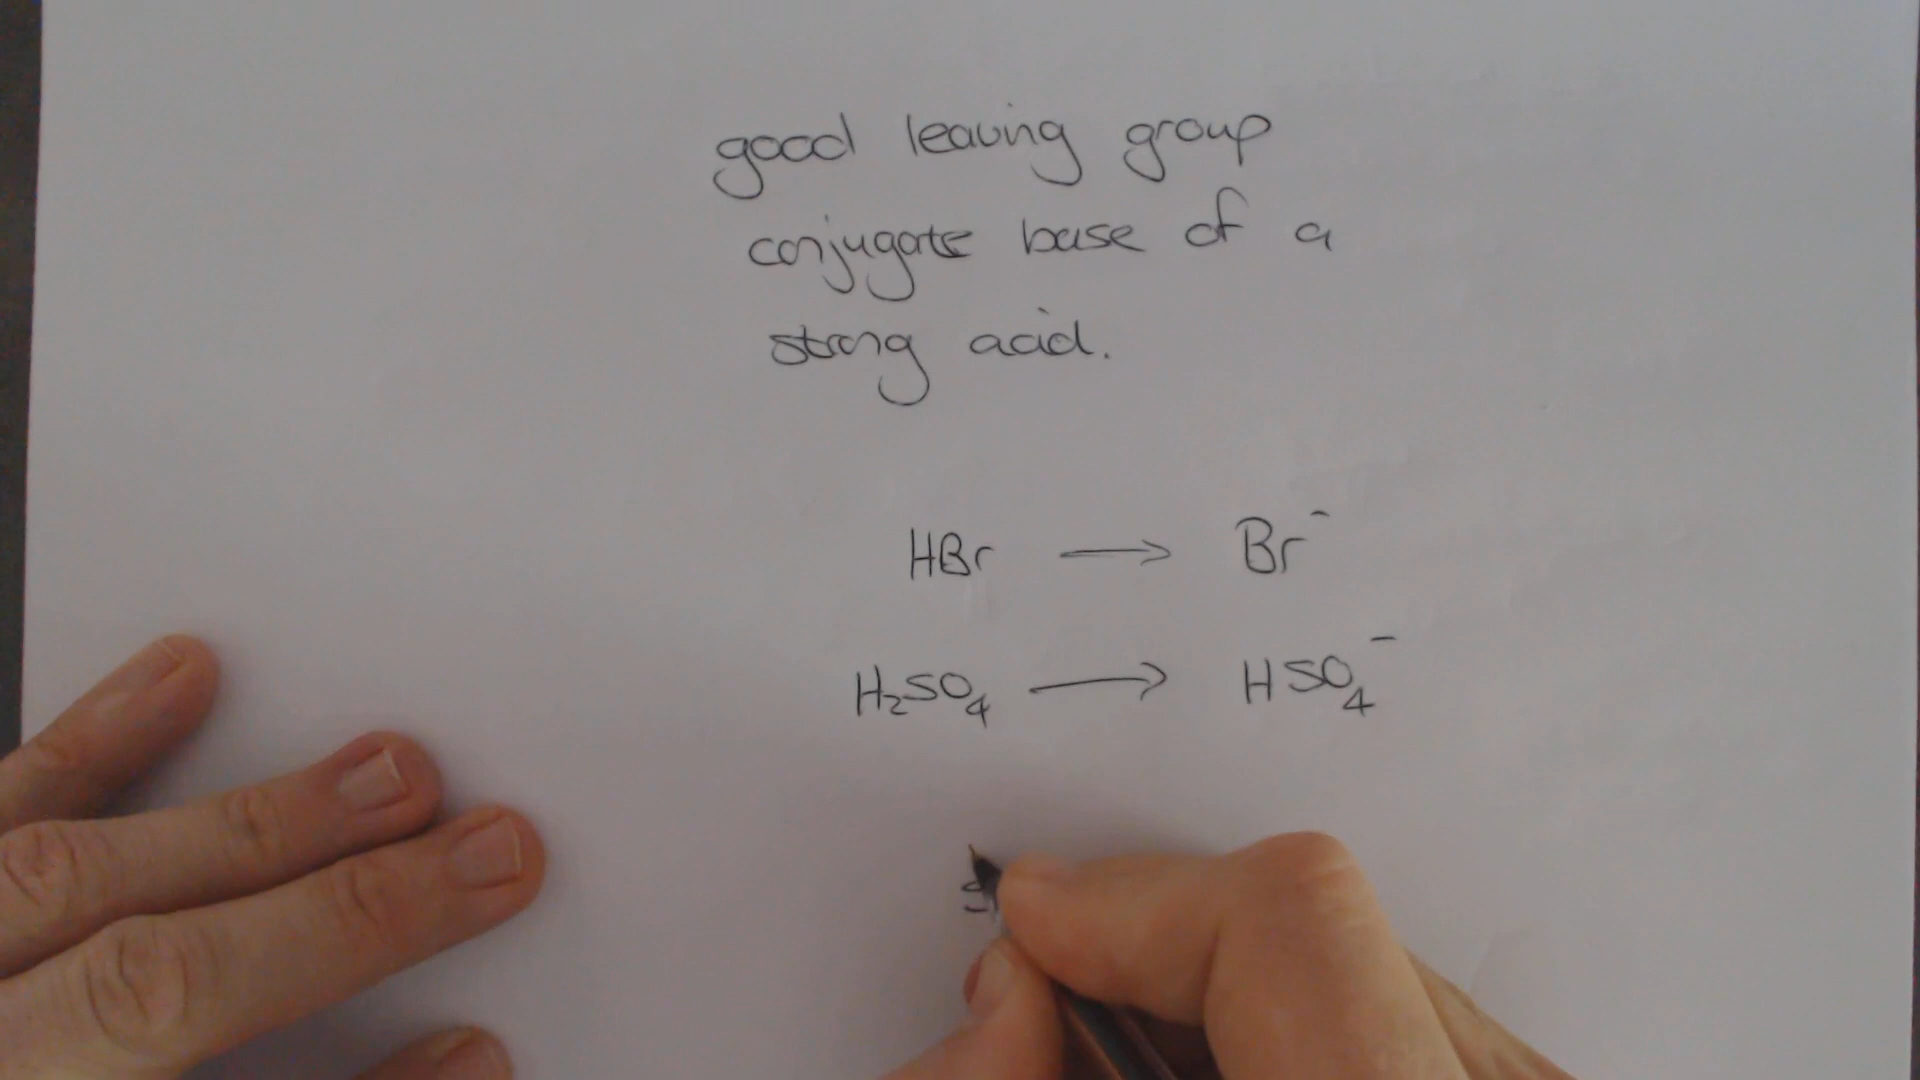 good leaving group
conjugate base of a
strong acid.
HBr → Br⁻
H₂SO₄ → HSO₄⁻